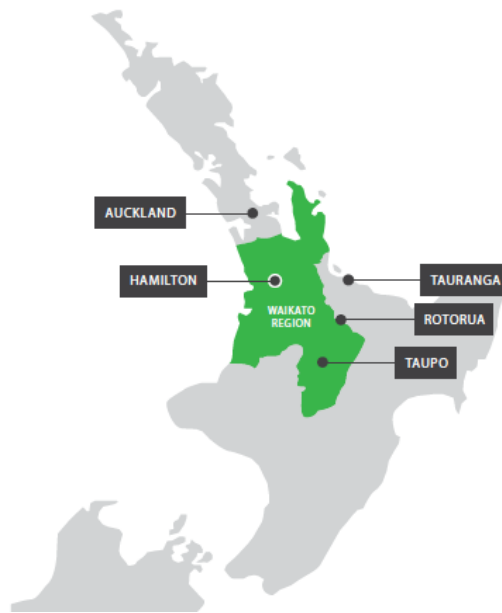 AUCKLAND
HAMILTON
TAURANGA
WAIKATO
REGION
ROTORUA
TAUPO